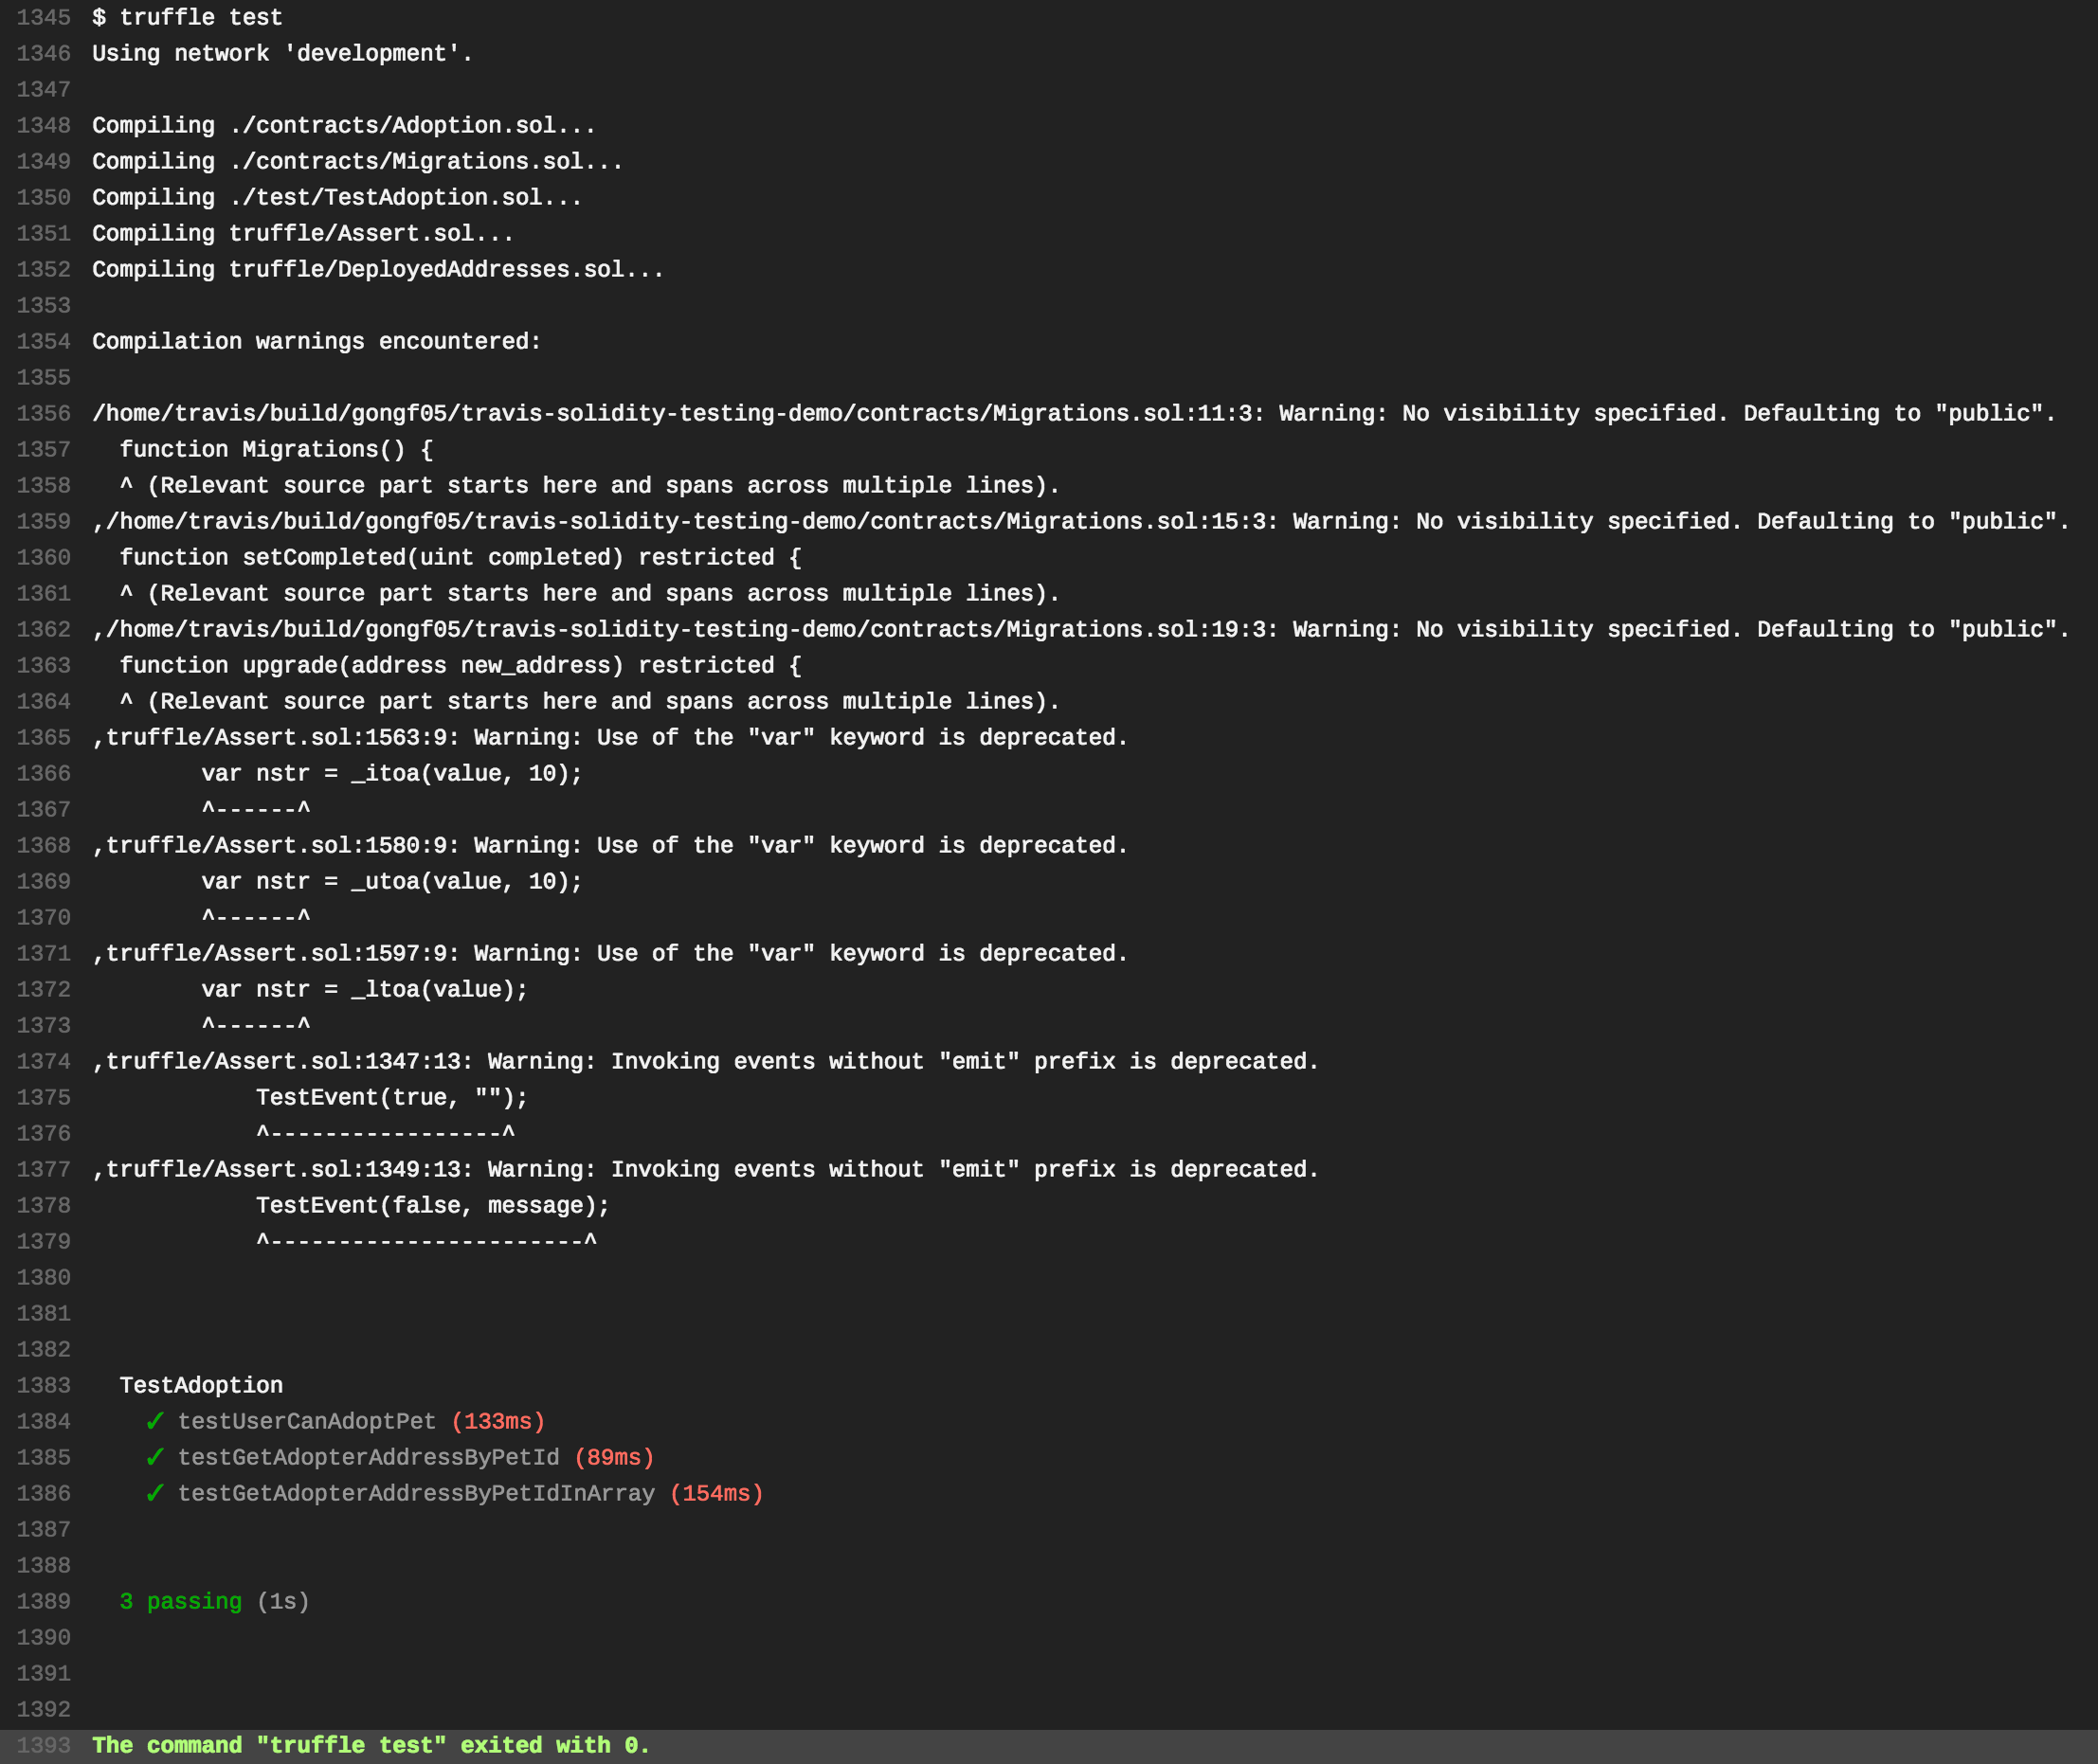 1345 $ truffle test
1346 Using network 'development'.
1347
1348 Compiling ./contracts/Adoption.sol...
1349 Compiling ./contracts/Migrations.sol...
1350 Compiling ./test/TestAdoption.sol...
1351 Compiling truffle/Assert.sol...
1352 Compiling truffle/DeployedAddresses.sol...
1353
1354 Compilation warnings encountered:
1355
1356 /home/travis/build/gongf05/travis-solidity-testing-demo/contracts/Migrations.sol:11:3: Warning: No visibility specified. Defaulting to "public".
1357   function Migrations() {
1358   ^ (Relevant source part starts here and spans across multiple lines).
1359 ,/home/travis/build/gongf05/travis-solidity-testing-demo/contracts/Migrations.sol:15:3: Warning: No visibility specified. Defaulting to "public".
1360   function setCompleted(uint completed) restricted {
1361   ^ (Relevant source part starts here and spans across multiple lines).
1362 ,/home/travis/build/gongf05/travis-solidity-testing-demo/contracts/Migrations.sol:19:3: Warning: No visibility specified. Defaulting to "public".
1363   function upgrade(address new_address) restricted {
1364   ^ (Relevant source part starts here and spans across multiple lines).
1365 ,truffle/Assert.sol:1563:9: Warning: Use of the "var" keyword is deprecated.
1366         var nstr = _itoa(value, 10);
1367         ^------^
1368 ,truffle/Assert.sol:1580:9: Warning: Use of the "var" keyword is deprecated.
1369         var nstr = _utoa(value, 10);
1370         ^------^
1371 ,truffle/Assert.sol:1597:9: Warning: Use of the "var" keyword is deprecated.
1372         var nstr = _ltoa(value);
1373         ^------^
1374 ,truffle/Assert.sol:1347:13: Warning: Invoking events without "emit" prefix is deprecated.
1375             TestEvent(true, "");
1376             ^-----------------^
1377 ,truffle/Assert.sol:1349:13: Warning: Invoking events without "emit" prefix is deprecated.
1378             TestEvent(false, message);
1379             ^-----------------------^
1380
1381
1382
1383   TestAdoption
1384     ✓ testUserCanAdoptPet (133ms)
1385     ✓ testGetAdopterAddressByPetId (89ms)
1386     ✓ testGetAdopterAddressByPetIdInArray (154ms)
1387
1388
1389   3 passing (1s)
1390
1391
1392
1393 The command "truffle test" exited with 0.